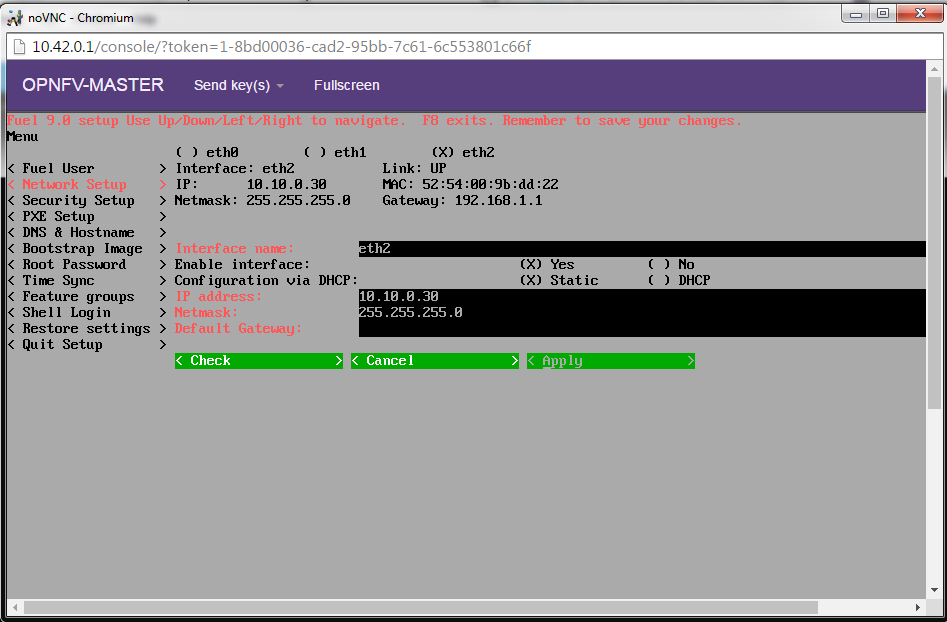 noVNC - Chromium
10.42.0.1/console/?token=1-8bd00036-cad2-95bb-7c61-6c553801c66f
OPNFV-MASTER Send key(s) Fullscreen
Fuel 9.0 setup Use Up/Down/Left/Right to navigate. F8 exits. Remember to save your changes.
Menu
( ) eth0 ( ) eth1 (X) eth2
< Fuel User > Interface: eth2 Link: UP
< Network Setup > IP: 10.10.0.30 MAC: 52:54:00:9b:dd:22
< Security Setup > Netmask: 255.255.255.0 Gateway: 192.168.1.1
< PXE Setup >
< DNS & Hostname >
< Bootstrap Image > Interface name: eth2
< Root Password > Enable interface: (X) Yes ( ) No
< Time Sync > Configuration via DHCP: (X) Static ( ) DHCP
< Feature groups > IP address: 10.10.0.30
< Shell Login > Netmask: 255.255.255.0
< Restore settings > Default Gateway:
< Quit Setup >
< Check > < Cancel > < Apply >